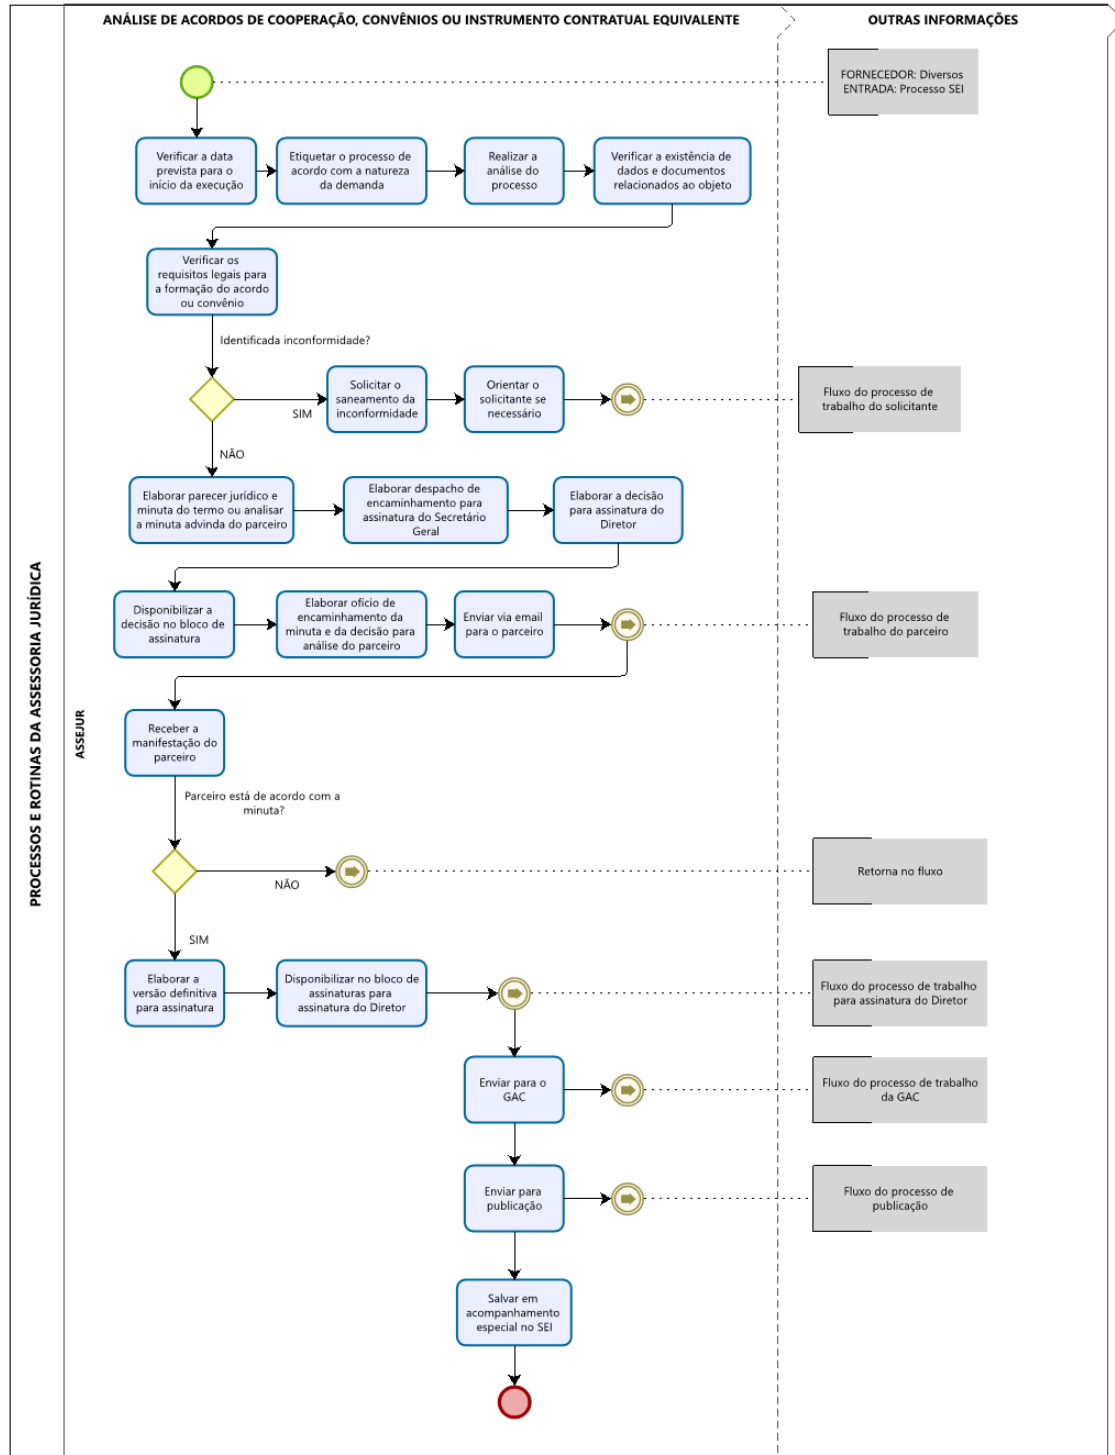 ANÁLISE DE ACORDOS DE COOPERAÇÃO, CONVÊNIOS OU INSTRUMENTO CONTRATUAL EQUIVALENTE
OUTRAS INFORMAÇÕES
PROCESSOS E ROTINAS DA ASSESSORIA JURÍDICA
ASSEJUR
FORNECEDOR: Diversos
ENTRADA: Processo SEI
Verificar a data
prevista para o
início da execução
Etiquetar o processo de
acordo com a natureza
da demanda
Realizar a
análise do
processo
Verificar a existência de
dados e documentos
relacionados ao objeto
Verificar os
requisitos legais para
a formação do acordo
ou convênio
Identificada inconformidade?
SIM
Solicitar o
saneamento da
inconformidade
Orientar o
solicitante se
necessário
Fluxo do processo de
trabalho do solicitante
NÃO
Elaborar parecer jurídico e
minuta do termo ou analisar
a minuta advinda do parceiro
Elaborar despacho de
encaminhamento para
assinatura do Secretário
Geral
Elaborar a decisão
para assinatura do
Diretor
Disponibilizar a
decisão no bloco de
assinatura
Elaborar ofício de
encaminhamento da
minuta e da decisão para
análise do parceiro
Enviar via email
para o parceiro
Fluxo do processo de
trabalho do parceiro
Receber a
manifestação do
parceiro
Parceiro está de acordo com a
minuta?
NÃO
Retorna no fluxo
SIM
Elaborar a
versão definitiva
para assinatura
Disponibilizar no bloco de
assinaturas para
assinatura do Diretor
Fluxo do processo de trabalho
para assinatura do Diretor
Enviar para o
GAC
Fluxo do processo de trabalho
da GAC
Enviar para
publicação
Fluxo do processo de
publicação
Salvar em
acompanhamento
especial no SEI